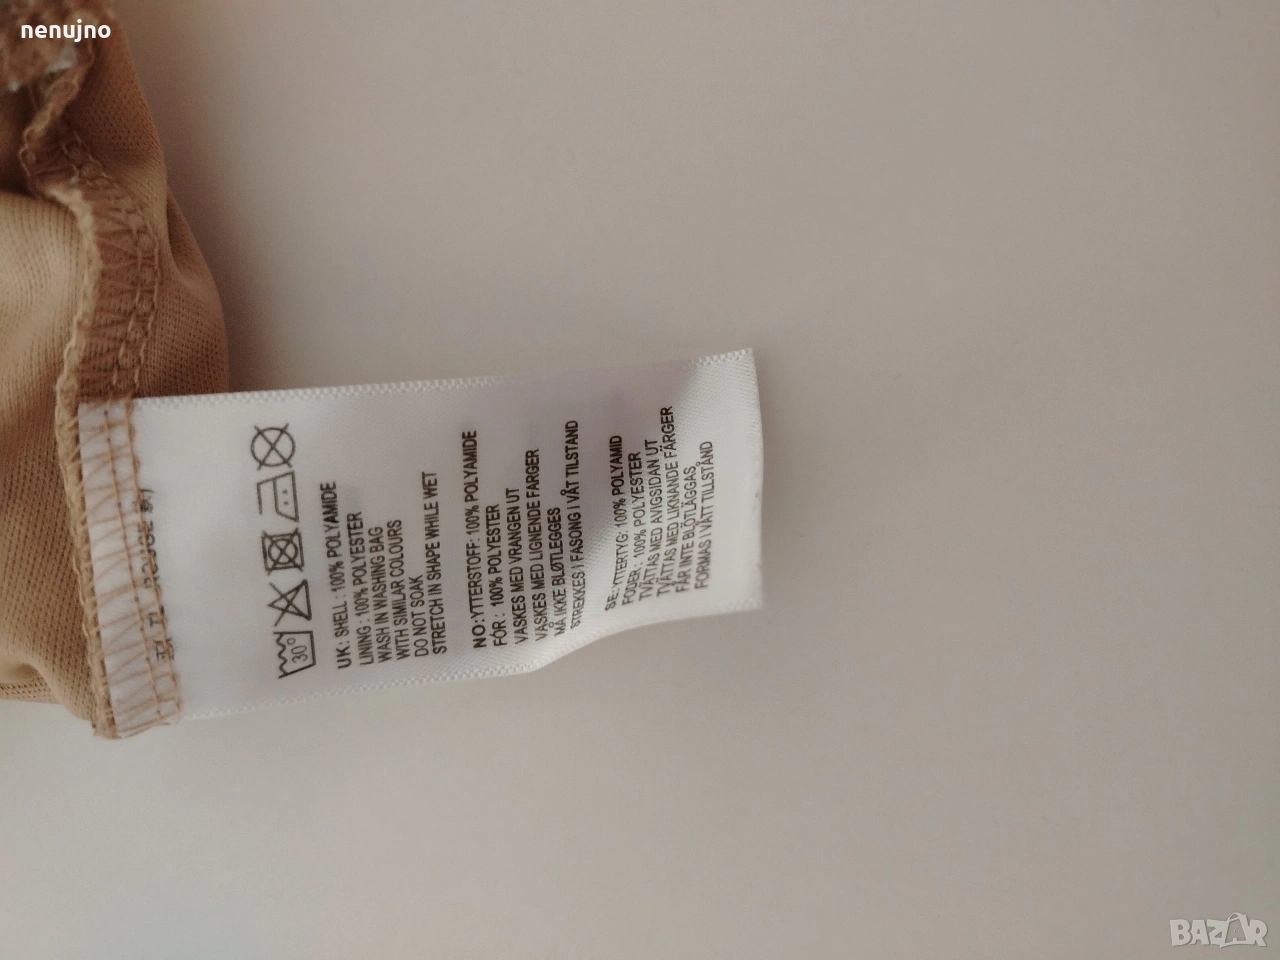 nenujno
30°
UK: SHELL : 100% POLYAMIDE
LINING : 100% POLYESTER
WASH IN WASHING BAG
WITH SIMILAR COLOURS
DO NOT SOAK
STRETCH IN SHAPE WHILE WET
NO:YTTERSTOFF: 100% POLYAMIDE
FÓR : 100% POLYESTER
VASKES MED VRANGEN UT
VASKES MED LIGNENDE FARGER
MÅ IKKE BLØTLEGGES
STREKKES I FASONG I VÅT TILSTAND
SE:YTTERTYG: 100% POLYAMID
FODER : 100% POLYESTER
TVÄTTAS MED AVIGSIDAN UT
TVÄTTAS MED LIKNANDE FÄRGER
FÅR INTE BLÖTLÄGGAS
FORMAS I VÅTT TILLSTÅND
BAZAR